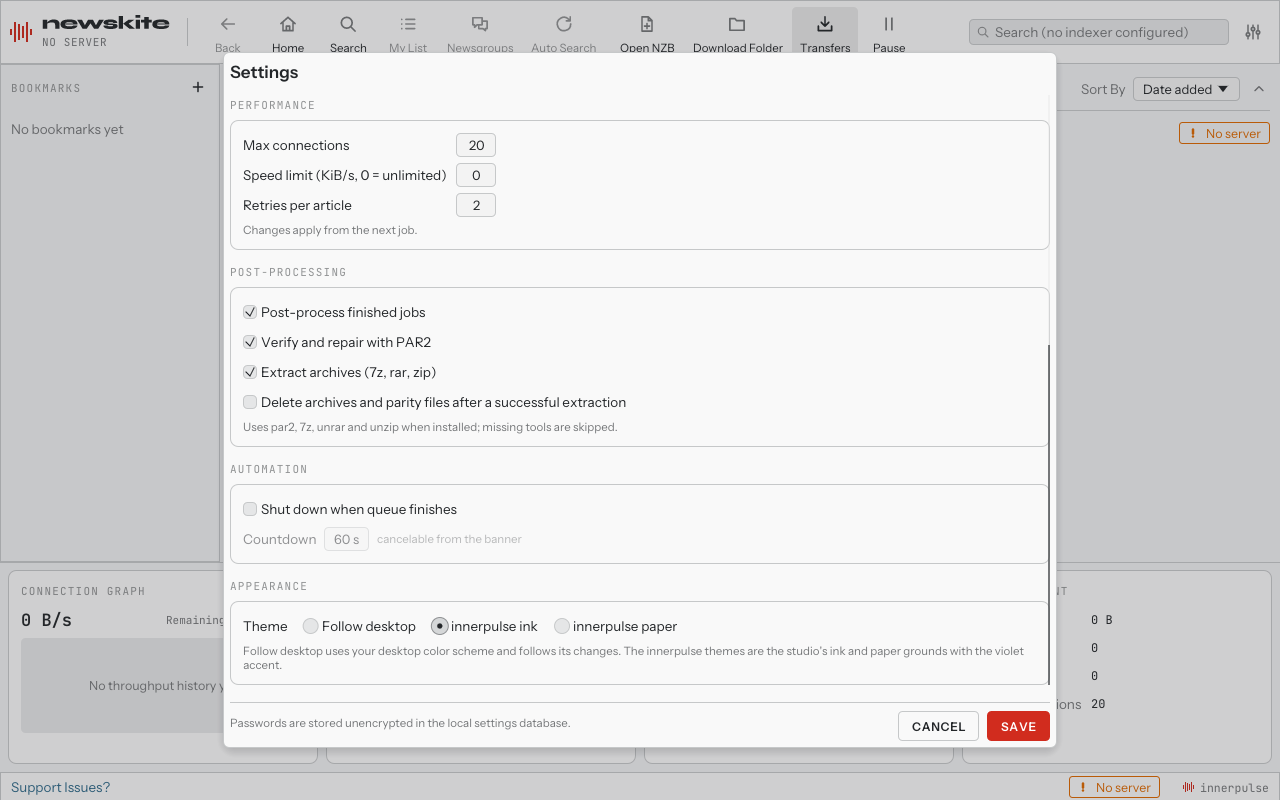 newskite
NO SERVER
Back
Home
Search
My List
Newsgroups
Auto Search
Open NZB
Download Folder
Transfers
Pause
Search (no indexer configured)
BOOKMARKS
No bookmarks yet
Sort By
Date added
No server
Settings
PERFORMANCE
Max connections 20
Speed limit (KiB/s, 0 = unlimited) 0
Retries per article 2
Changes apply from the next job.
POST-PROCESSING
Post-process finished jobs
Verify and repair with PAR2
Extract archives (7z, rar, zip)
Delete archives and parity files after a successful extraction
Uses par2, 7z, unrar and unzip when installed; missing tools are skipped.
AUTOMATION
Shut down when queue finishes
Countdown 60 s cancelable from the banner
APPEARANCE
Theme Follow desktop innerpulse ink innerpulse paper
Follow desktop uses your desktop color scheme and follows its changes. The innerpulse themes are the studio's ink and paper grounds with the violet
accent.
Passwords are stored unencrypted in the local settings database.
CANCEL
SAVE
CONNECTION GRAPH
0 B/s
Remaining
No throughput history
0 B
0
0
20
Support Issues?
No server
innerpulse